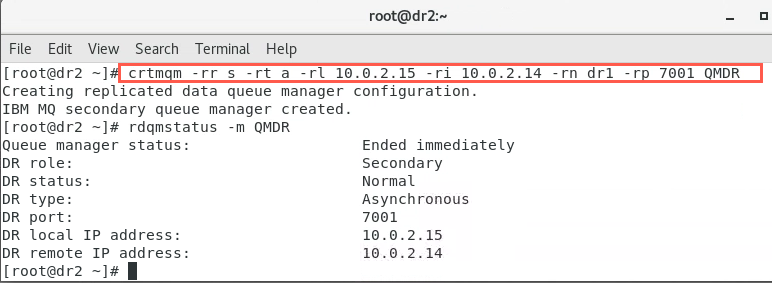 root@dr2:~
File Edit View Search Terminal Help
[root@dr2 ~]# crtmqm -rr s -rt a -rl 10.0.2.15 -ri 10.0.2.14 -rn dr1 -rp 7001 QMDR
Creating replicated data queue manager configuration.
IBM MQ secondary queue manager created.
[root@dr2 ~]# rdqmstatus -m QMDR
Queue manager status: Ended immediately
DR role: Secondary
DR status: Normal
DR type: Asynchronous
DR port: 7001
DR local IP address: 10.0.2.15
DR remote IP address: 10.0.2.14
[root@dr2 ~]#